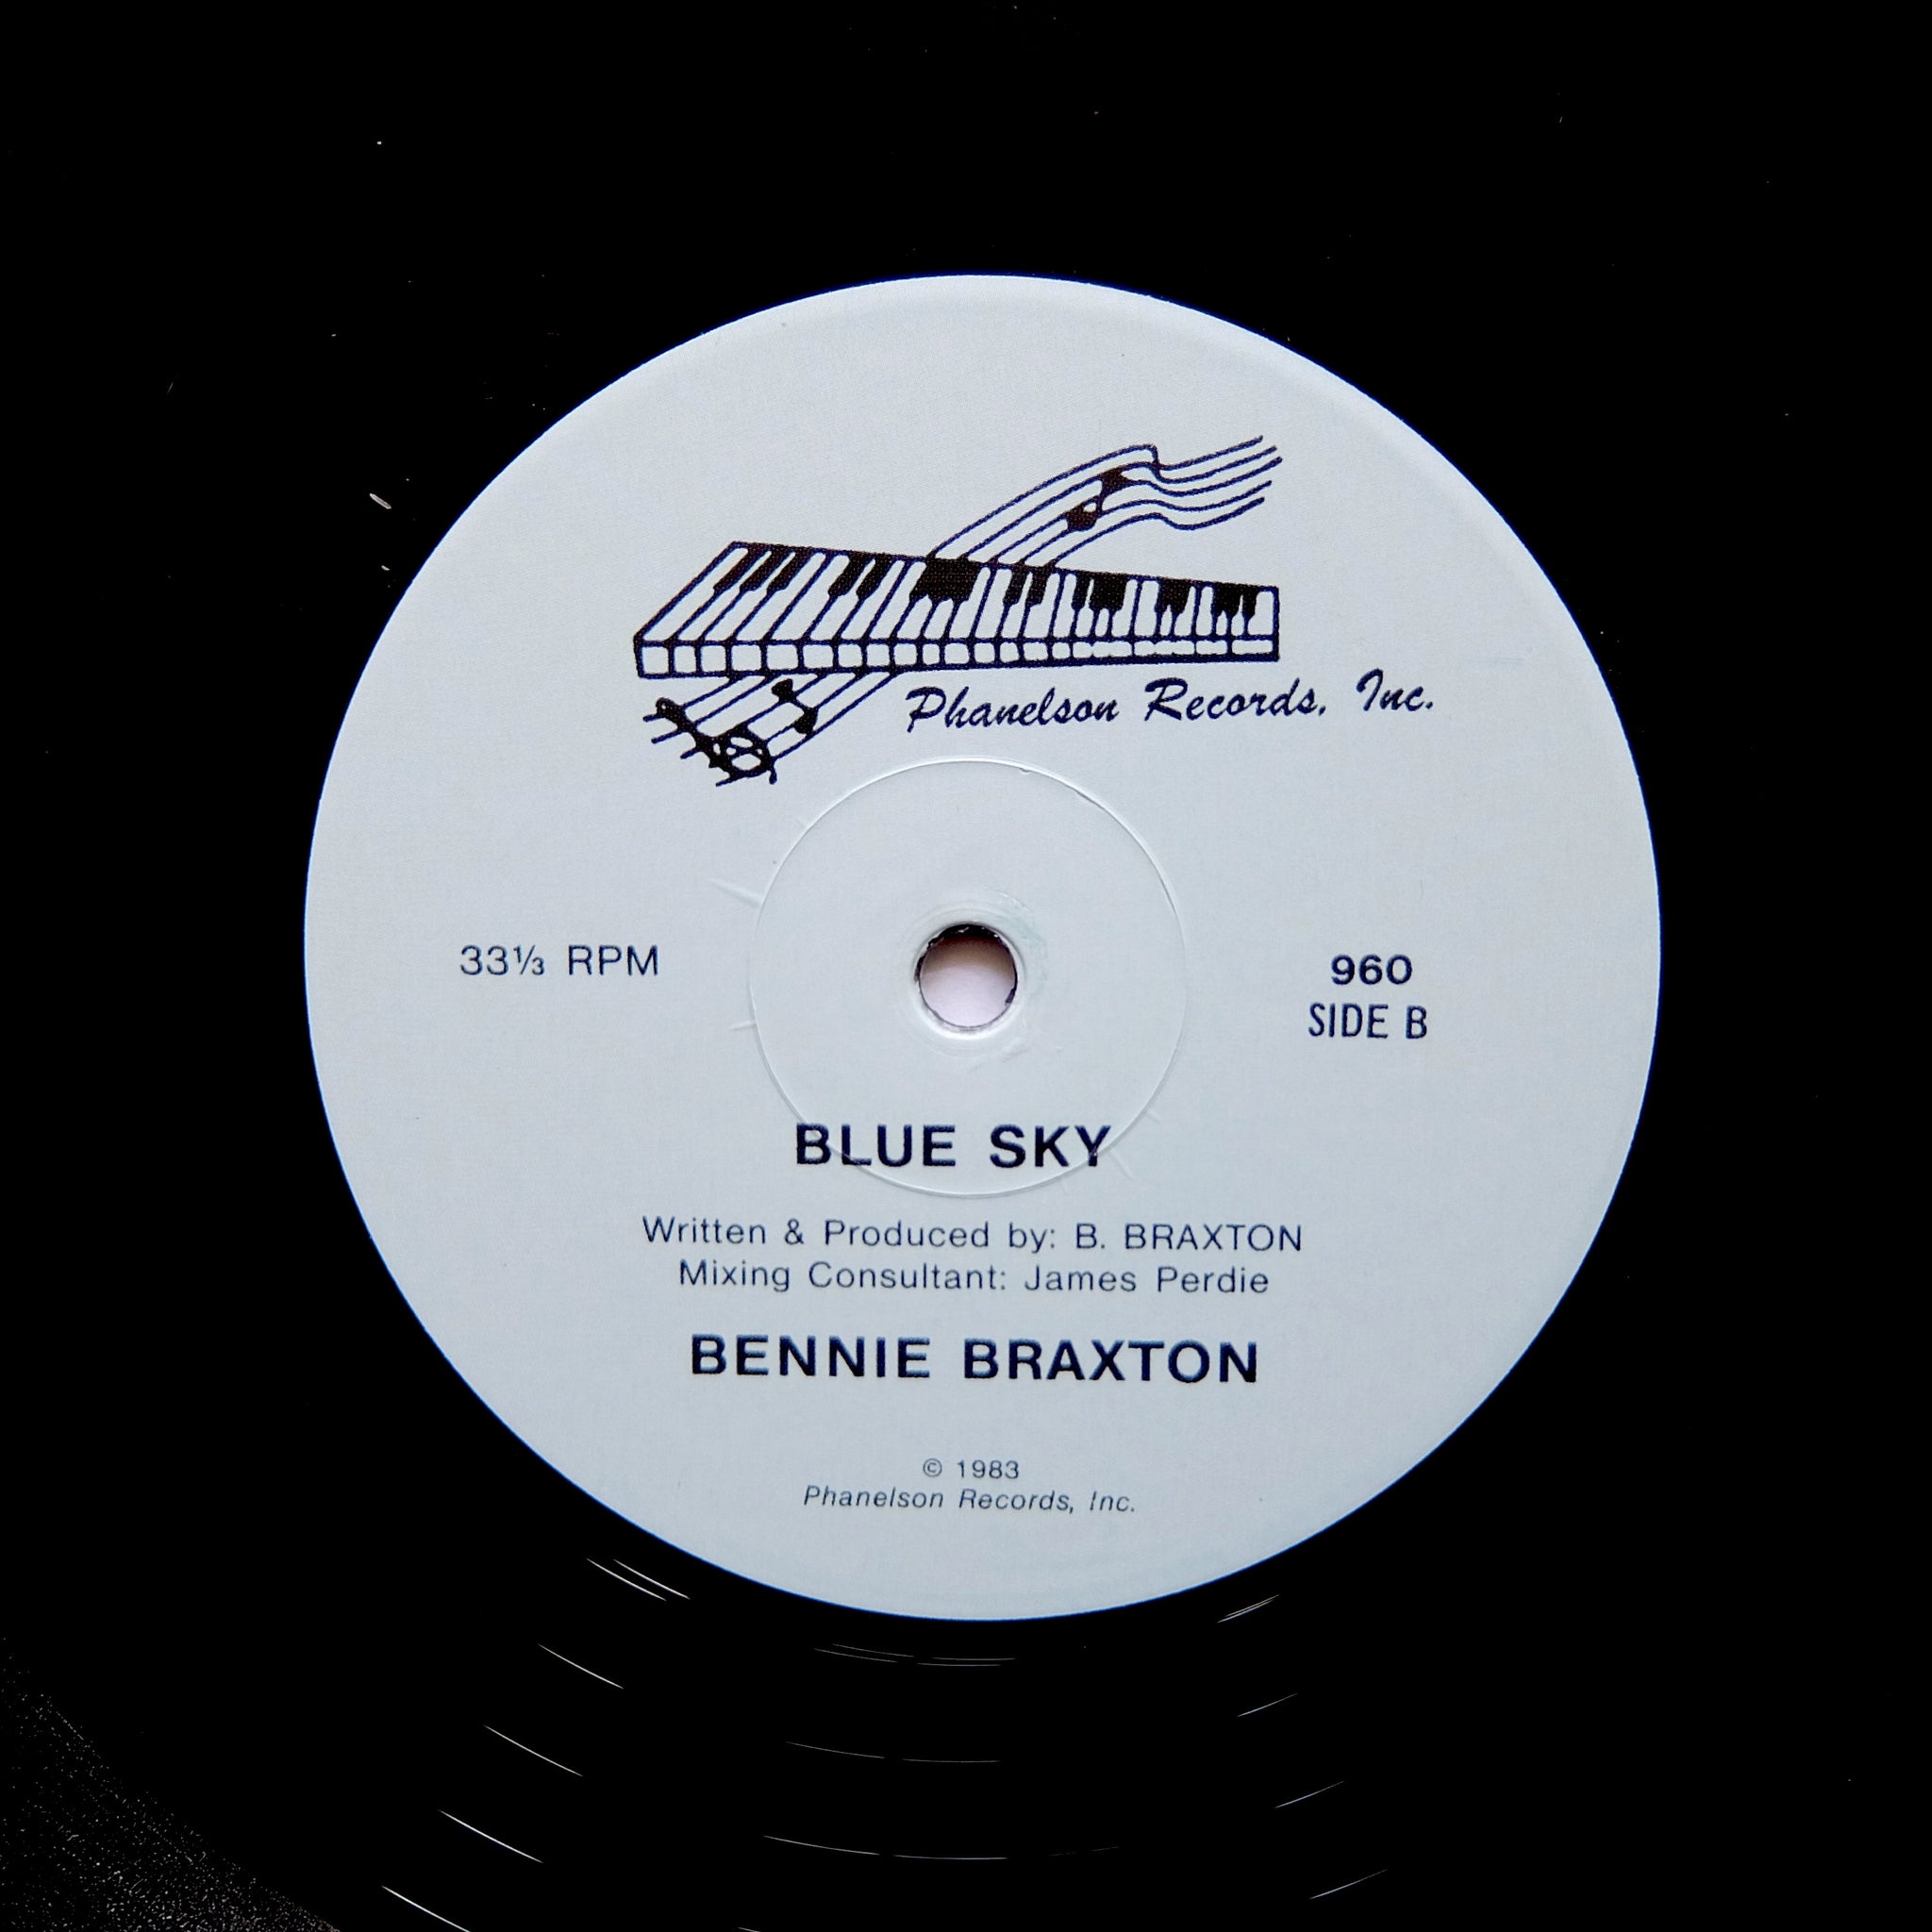 Phanelson Records, Inc.
33⅓ RPM
960
SIDE B
BLUE SKY
Written & Produced by: B. BRAXTON
Mixing Consultant: James Perdie
BENNIE BRAXTON
© 1983
Phanelson Records, Inc.